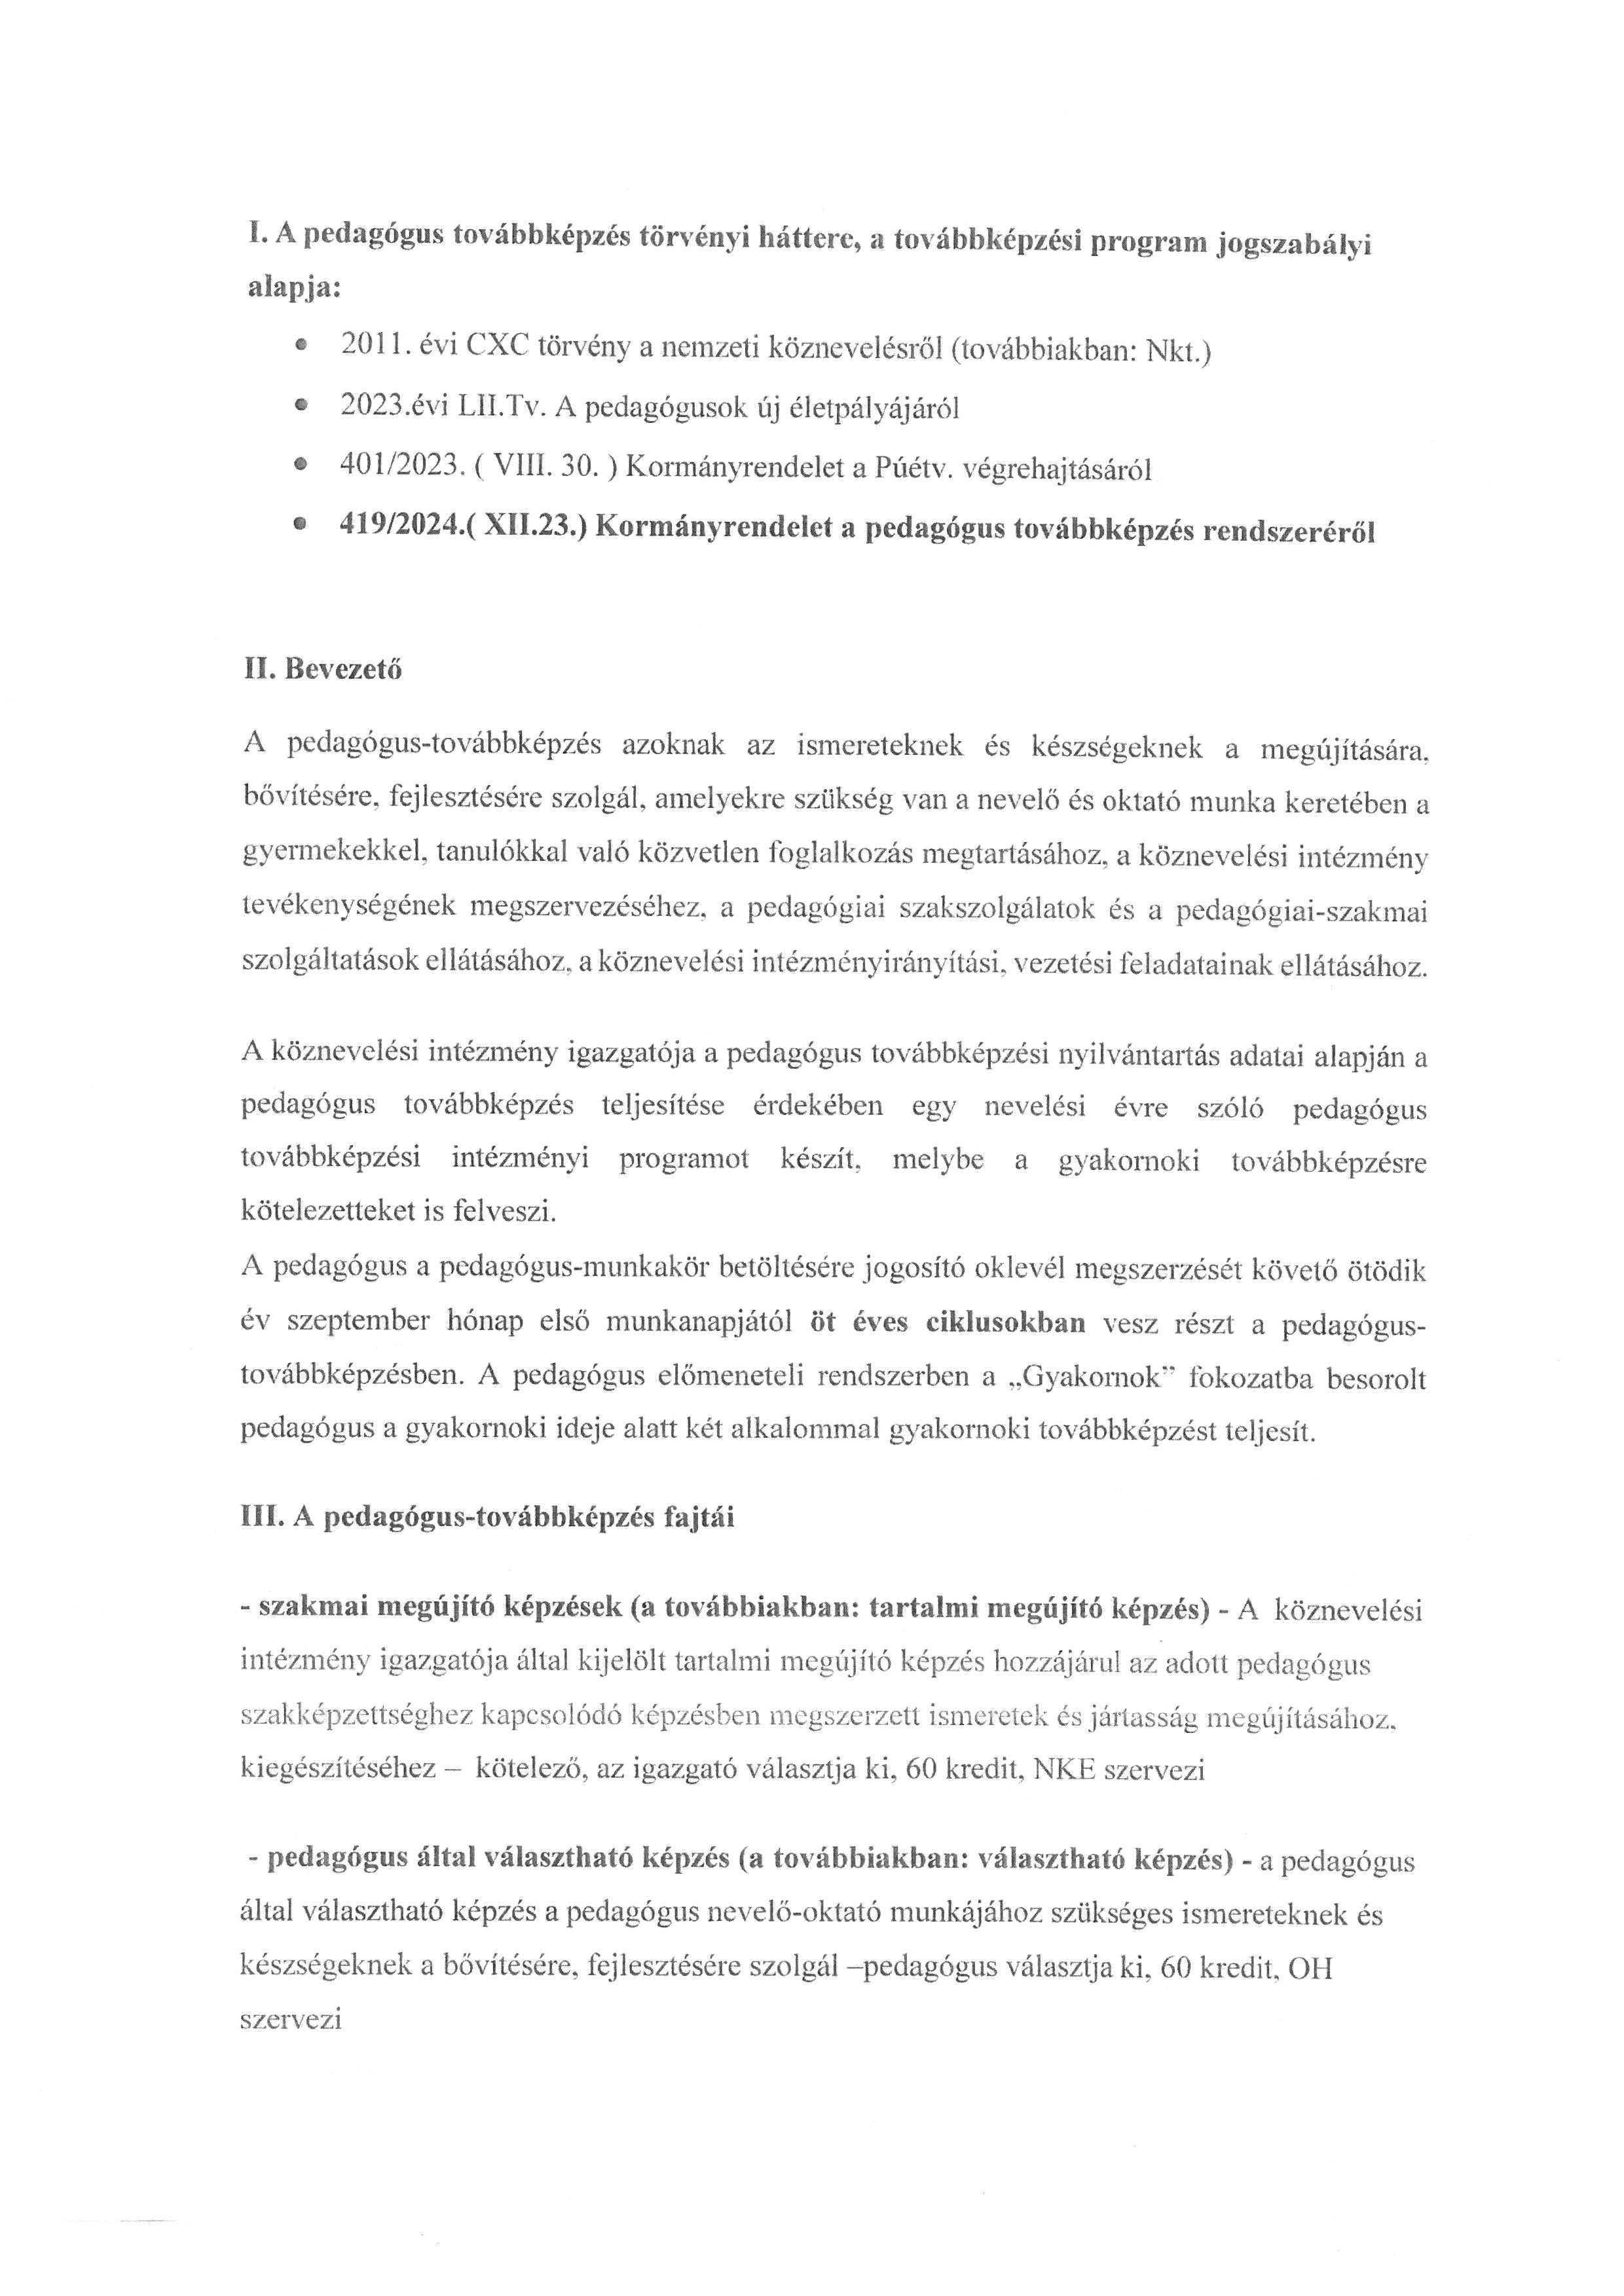 I. A pedagógus továbbképzés törvényi háttere, a továbbképzési program jogszabályi
alapja:
• 2011. évi CXC törvény a nemzeti köznevelésről (továbbiakban: Nkt.)
• 2023.évi LII.Tv. A pedagógusok új életpályájáról
• 401/2023. ( VIII. 30. ) Kormányrendelet a Púétv. végrehajtásáról
• 419/2024.( XII.23.) Kormányrendelet a pedagógus továbbképzés rendszeréről
II. Bevezető
A pedagógus-továbbképzés azoknak az ismereteknek és készségeknek a megújítására,
bővítésére, fejlesztésére szolgál, amelyekre szükség van a nevelő és oktató munka keretében a
gyermekekkel, tanulókkal való közvetlen foglalkozás megtartásához, a köznevelési intézmény
tevékenységének megszervezéséhez, a pedagógiai szakszolgálatok és a pedagógiai-szakmai
szolgáltatások ellátásához, a köznevelési intézményirányítási, vezetési feladatainak ellátásához.
A köznevelési intézmény igazgatója a pedagógus továbbképzési nyilvántartás adatai alapján a
pedagógus továbbképzés teljesítése érdekében egy nevelési évre szóló pedagógus
továbbképzési intézményi programot készít, melybe a gyakornoki továbbképzésre
kötelezetteket is felveszi.
A pedagógus a pedagógus-munkakör betöltésére jogosító oklevél megszerzését követő ötödik
év szeptember hónap első munkanapjától öt éves ciklusokban vesz részt a pedagógus-
továbbképzésben. A pedagógus előmeneteli rendszerben a „Gyakornok” fokozatba besorolt
pedagógus a gyakornoki ideje alatt két alkalommal gyakornoki továbbképzést teljesít.
III. A pedagógus-továbbképzés fajtái
- szakmai megújító képzések (a továbbiakban: tartalmi megújító képzés) - A köznevelési
intézmény igazgatója által kijelölt tartalmi megújító képzés hozzájárul az adott pedagógus
szakképzettséghez kapcsolódó képzésben megszerzett ismeretek és jártasság megújításához,
kiegészítéséhez – kötelező, az igazgató választja ki, 60 kredit, NKE szervezi
- pedagógus által választható képzés (a továbbiakban: választható képzés) - a pedagógus
által választható képzés a pedagógus nevelő-oktató munkájához szükséges ismereteknek és
készségeknek a bővítésére, fejlesztésére szolgál –pedagógus választja ki, 60 kredit, OH
szervezi